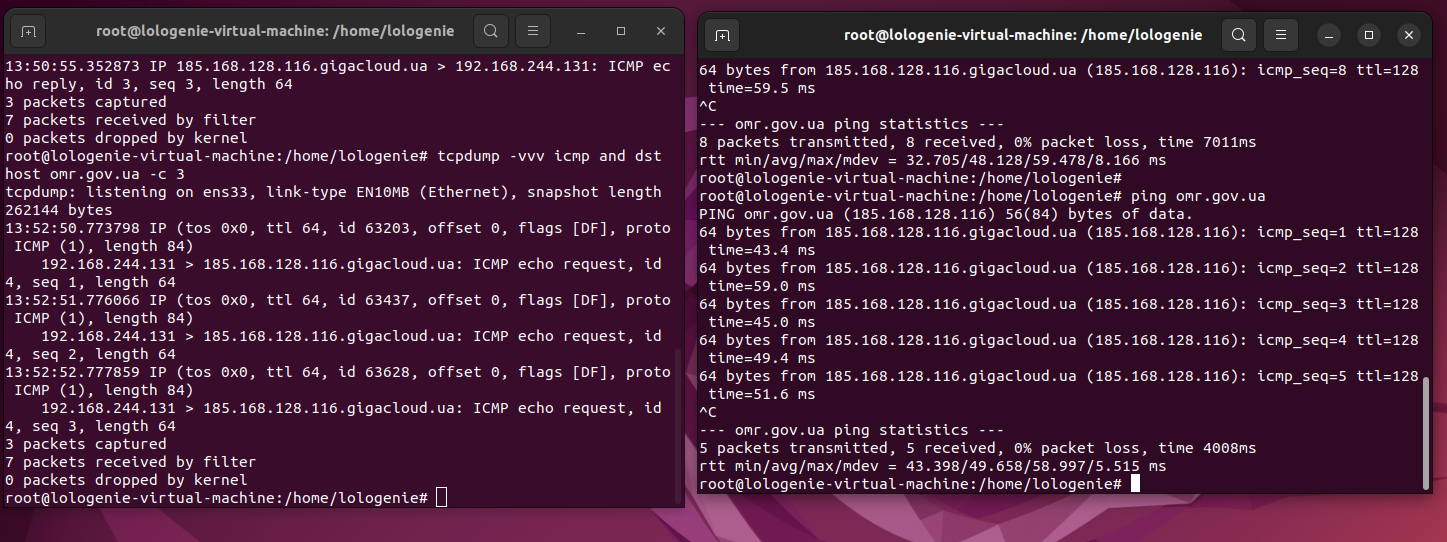 root@lologenie-virtual-machine: /home/lologenie
13:50:55.352873 IP 185.168.128.116.gigacloud.ua > 192.168.244.131: ICMP ec
ho reply, id 3, seq 3, length 64
3 packets captured
7 packets received by filter
0 packets dropped by kernel
root@lologenie-virtual-machine:/home/lologenie# tcpdump -vvv icmp and dst
host omr.gov.ua -c 3
tcpdump: listening on ens33, link-type EN10MB (Ethernet), snapshot length
262144 bytes
13:52:50.773798 IP (tos 0x0, ttl 64, id 63203, offset 0, flags [DF], proto
 ICMP (1), length 84)
    192.168.244.131 > 185.168.128.116.gigacloud.ua: ICMP echo request, id
4, seq 1, length 64
13:52:51.776066 IP (tos 0x0, ttl 64, id 63437, offset 0, flags [DF], proto
 ICMP (1), length 84)
    192.168.244.131 > 185.168.128.116.gigacloud.ua: ICMP echo request, id
4, seq 2, length 64
13:52:52.777859 IP (tos 0x0, ttl 64, id 63628, offset 0, flags [DF], proto
 ICMP (1), length 84)
    192.168.244.131 > 185.168.128.116.gigacloud.ua: ICMP echo request, id
4, seq 3, length 64
3 packets captured
7 packets received by filter
0 packets dropped by kernel
root@lologenie-virtual-machine:/home/lologenie#
root@lologenie-virtual-machine: /home/lologenie
64 bytes from 185.168.128.116.gigacloud.ua (185.168.128.116): icmp_seq=8 ttl=128
 time=59.5 ms
^C
--- omr.gov.ua ping statistics ---
8 packets transmitted, 8 received, 0% packet loss, time 7011ms
rtt min/avg/max/mdev = 32.705/48.128/59.478/8.166 ms
root@lologenie-virtual-machine:/home/lologenie#
root@lologenie-virtual-machine:/home/lologenie# ping omr.gov.ua
PING omr.gov.ua (185.168.128.116) 56(84) bytes of data.
64 bytes from 185.168.128.116.gigacloud.ua (185.168.128.116): icmp_seq=1 ttl=128
 time=43.4 ms
64 bytes from 185.168.128.116.gigacloud.ua (185.168.128.116): icmp_seq=2 ttl=128
 time=59.0 ms
64 bytes from 185.168.128.116.gigacloud.ua (185.168.128.116): icmp_seq=3 ttl=128
 time=45.0 ms
64 bytes from 185.168.128.116.gigacloud.ua (185.168.128.116): icmp_seq=4 ttl=128
 time=49.4 ms
64 bytes from 185.168.128.116.gigacloud.ua (185.168.128.116): icmp_seq=5 ttl=128
 time=51.6 ms
^C
--- omr.gov.ua ping statistics ---
5 packets transmitted, 5 received, 0% packet loss, time 4008ms
rtt min/avg/max/mdev = 43.398/49.658/58.997/5.515 ms
root@lologenie-virtual-machine:/home/lologenie#